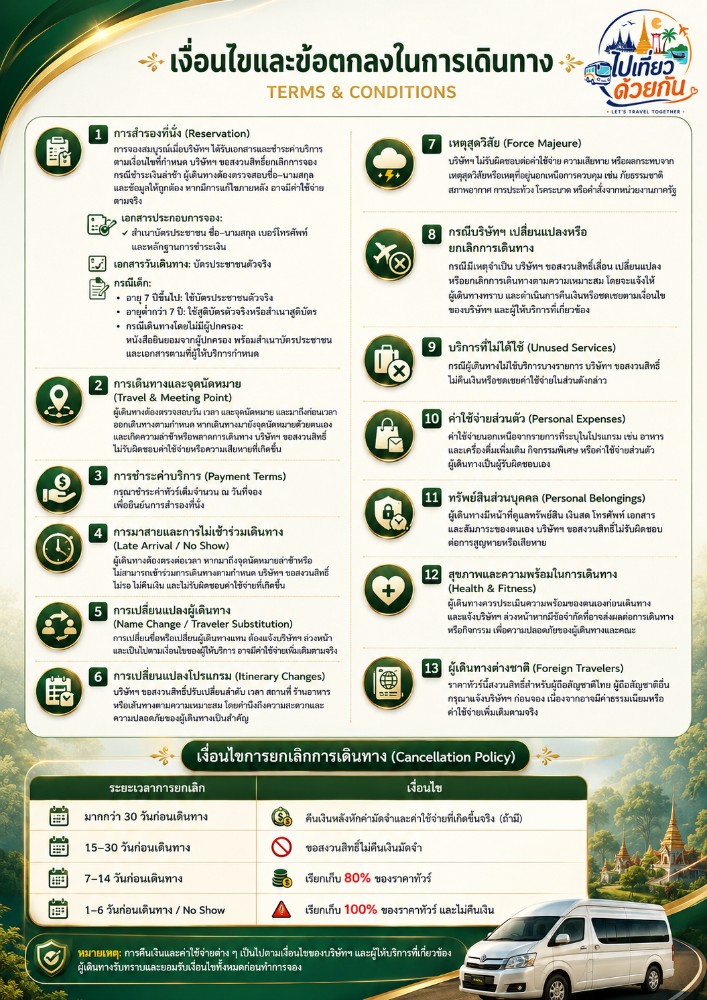 เงื่อนไขและข้อตกลงในการเดินทาง
TERMS & CONDITIONS
ไปเที่ยว
ด้วยกัน
• LET'S TRAVEL TOGETHER •
1 การสำรองที่นั่ง (Reservation)
การจองสมบูรณ์เมื่อบริษัทฯ ได้รับเอกสารและชำระค่าบริการ
ตามเงื่อนไขที่กำหนด บริษัทฯ ขอสงวนสิทธิ์ยกเลิกการจอง
กรณีชำระเงินล่าช้า ผู้เดินทางต้องตรวจสอบชื่อ-นามสกุล
และข้อมูลให้ถูกต้อง หากมีการแก้ไขภายหลัง อาจมีค่าใช้จ่าย
ตามจริง
เอกสารประกอบการจอง:
✓ สำเนาบัตรประชาชน ชื่อ-นามสกุล เบอร์โทรศัพท์
และหลักฐานการชำระเงิน
เอกสารวันเดินทาง: บัตรประชาชนตัวจริง
กรณีเด็ก:
• อายุ 7 ปีขึ้นไป: ใช้บัตรประชาชนตัวจริง
• อายุต่ำกว่า 7 ปี: ใช้สูติบัตรตัวจริงหรือสำเนาสูติบัตร
• กรณีเดินทางโดยไม่มีผู้ปกครอง:
หนังสือยินยอมจากผู้ปกครอง พร้อมสำเนาบัตรประชาชน
และเอกสารตามที่ผู้ให้บริการกำหนด
2 การเดินทางและจุดนัดหมาย
(Travel & Meeting Point)
ผู้เดินทางต้องตรวจสอบวัน เวลา และจุดนัดหมาย และมาถึงก่อนเวลา
ออกเดินทางตามกำหนด หากเดินทางมายังจุดนัดหมายด้วยตนเอง
และเกิดความล่าช้าหรือพลาดการเดินทาง บริษัทฯ ขอสงวนสิทธิ์
ไม่รับผิดชอบค่าใช้จ่ายหรือความเสียหายที่เกิดขึ้น
3 การชำระค่าบริการ (Payment Terms)
กรุณาชำระค่าทัวร์เต็มจำนวน ณ วันที่จอง
เพื่อยืนยันการสำรองที่นั่ง
4 การมาสายและการไม่เข้าร่วมเดินทาง
(Late Arrival / No Show)
ผู้เดินทางต้องตรงต่อเวลา หากมาถึงจุดนัดหมายล่าช้าหรือ
ไม่สามารถเข้าร่วมการเดินทางตามกำหนด บริษัทฯ ขอสงวนสิทธิ์
ไม่รอ ไม่คืนเงิน และไม่รับผิดชอบค่าใช้จ่ายที่เกิดขึ้น
5 การเปลี่ยนแปลงผู้เดินทาง
(Name Change / Traveler Substitution)
การเปลี่ยนชื่อหรือเปลี่ยนผู้เดินทางแทน ต้องแจ้งบริษัทฯ ล่วงหน้า
และเป็นไปตามเงื่อนไขของผู้ให้บริการ อาจมีค่าใช้จ่ายเพิ่มเติมตามจริง
6 การเปลี่ยนแปลงโปรแกรม (Itinerary Changes)
บริษัทฯ ขอสงวนสิทธิ์ปรับเปลี่ยนลำดับ เวลา สถานที่ ร้านอาหาร
หรือเส้นทางตามความเหมาะสม โดยคำนึงถึงความสะดวกและ
ความปลอดภัยของผู้เดินทางเป็นสำคัญ
7 เหตุสุดวิสัย (Force Majeure)
บริษัทฯ ไม่รับผิดชอบต่อค่าใช้จ่าย ความเสียหาย หรือผลกระทบจาก
เหตุสุดวิสัยหรือเหตุที่อยู่นอกเหนือการควบคุม เช่น ภัยธรรมชาติ
สภาพอากาศ การประท้วง โรคระบาด หรือคำสั่งจากหน่วยงานภาครัฐ
8 กรณีบริษัทฯ เปลี่ยนแปลงหรือ
ยกเลิกการเดินทาง
กรณีมีเหตุจำเป็น บริษัทฯ ขอสงวนสิทธิ์เลื่อน เปลี่ยนแปลง
หรือยกเลิกการเดินทางตามความเหมาะสม โดยจะแจ้งให้
ผู้เดินทางทราบ และดำเนินการคืนเงินหรือชดเชยตามเงื่อนไข
ของบริษัทฯ และผู้ให้บริการที่เกี่ยวข้อง
9 บริการที่ไม่ได้ใช้ (Unused Services)
กรณีผู้เดินทางไม่ใช้บริการบางรายการ บริษัทฯ ขอสงวนสิทธิ์
ไม่คืนเงินหรือชดเชยค่าใช้จ่ายในส่วนดังกล่าว
10 ค่าใช้จ่ายส่วนตัว (Personal Expenses)
ค่าใช้จ่ายนอกเหนือจากรายการที่ระบุในโปรแกรม เช่น อาหาร
และเครื่องดื่มเพิ่มเติม กิจกรรมพิเศษ หรือค่าใช้จ่ายส่วนตัว
ผู้เดินทางเป็นผู้รับผิดชอบเอง
11 ทรัพย์สินส่วนบุคคล (Personal Belongings)
ผู้เดินทางมีหน้าที่ดูแลทรัพย์สิน เงินสด โทรศัพท์ เอกสาร
และสัมภาระของตนเอง บริษัทฯ ขอสงวนสิทธิ์ไม่รับผิดชอบ
ต่อการสูญหายหรือเสียหาย
12 สุขภาพและความพร้อมในการเดินทาง
(Health & Fitness)
ผู้เดินทางควรประเมินความพร้อมของตนเองก่อนเดินทาง
และแจ้งบริษัทฯ ล่วงหน้าหากมีข้อจำกัดที่อาจส่งผลต่อการเดินทาง
หรือกิจกรรม เพื่อความปลอดภัยของผู้เดินทางและคณะ
13 ผู้เดินทางต่างชาติ (Foreign Travelers)
ราคาทัวร์นี้สงวนสิทธิ์สำหรับผู้ถือสัญชาติไทย ผู้ถือสัญชาติอื่น
กรุณาแจ้งบริษัทฯ ก่อนจอง เนื่องจากอาจมีค่าธรรมเนียมหรือ
ค่าใช้จ่ายเพิ่มเติมตามจริง
เงื่อนไขการยกเลิกการเดินทาง (Cancellation Policy)
ระยะเวลาการยกเลิก เงื่อนไข
มากกว่า 30 วันก่อนเดินทาง คืนเงินหลังหักค่ามัดจำและค่าใช้จ่ายที่เกิดขึ้นจริง (ถ้ามี)
15-30 วันก่อนเดินทาง ขอสงวนสิทธิ์ไม่คืนเงินมัดจำ
7-14 วันก่อนเดินทาง เรียกเก็บ 80% ของราคาทัวร์
1-6 วันก่อนเดินทาง / No Show เรียกเก็บ 100% ของราคาทัวร์ และไม่คืนเงิน
หมายเหตุ: การคืนเงินและค่าใช้จ่ายต่าง ๆ เป็นไปตามเงื่อนไขของบริษัทฯ และผู้ให้บริการที่เกี่ยวข้อง
ผู้เดินทางรับทราบและยอมรับเงื่อนไขทั้งหมดก่อนทำการจอง